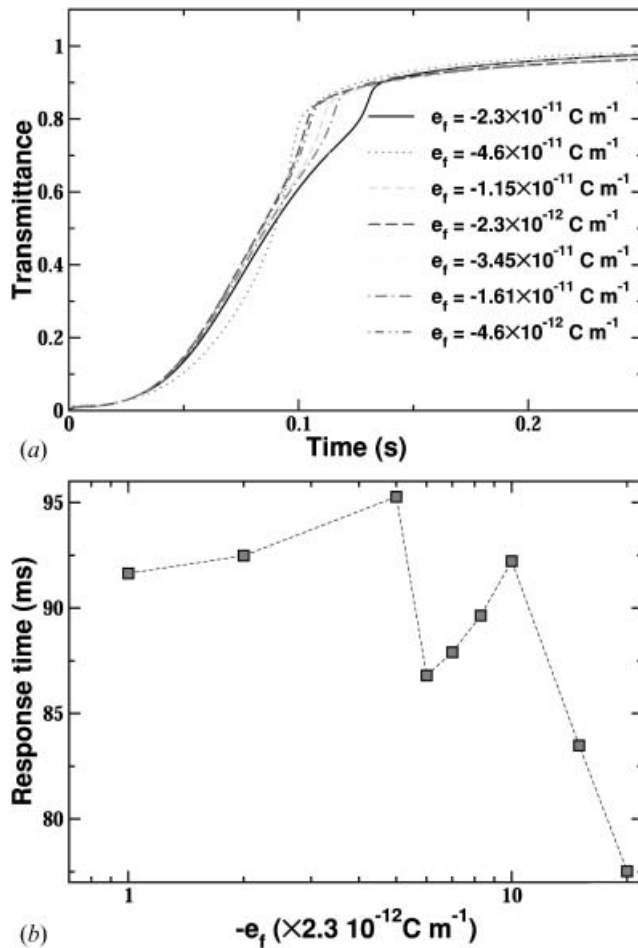 1
0.8
0.6
0.4
0.2
0
Transmittance
e_f = -2.3×10^-11 C m^-1
e_f = -4.6×10^-11 C m^-1
e_f = -1.15×10^-11 C m^-1
e_f = -2.3×10^-12 C m^-1
e_f = -3.45×10^-11 C m^-1
e_f = -1.61×10^-11 C m^-1
e_f = -4.6×10^-12 C m^-1
0 0.1 0.2
(a) Time (s)
95
90
85
80
Response time (ms)
1 10
(b) -e_f (×2.3 10^-12 C m^-1)